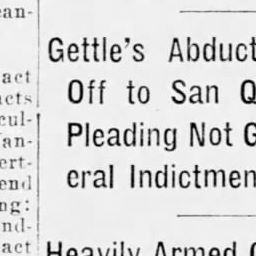 ean-
act
acts
cul-
an-
ert-
end
ng:
nd-
act
Gettle's Abduct
Off to San Q
Pleading Not G
eral Indictmen
Heavily Armed